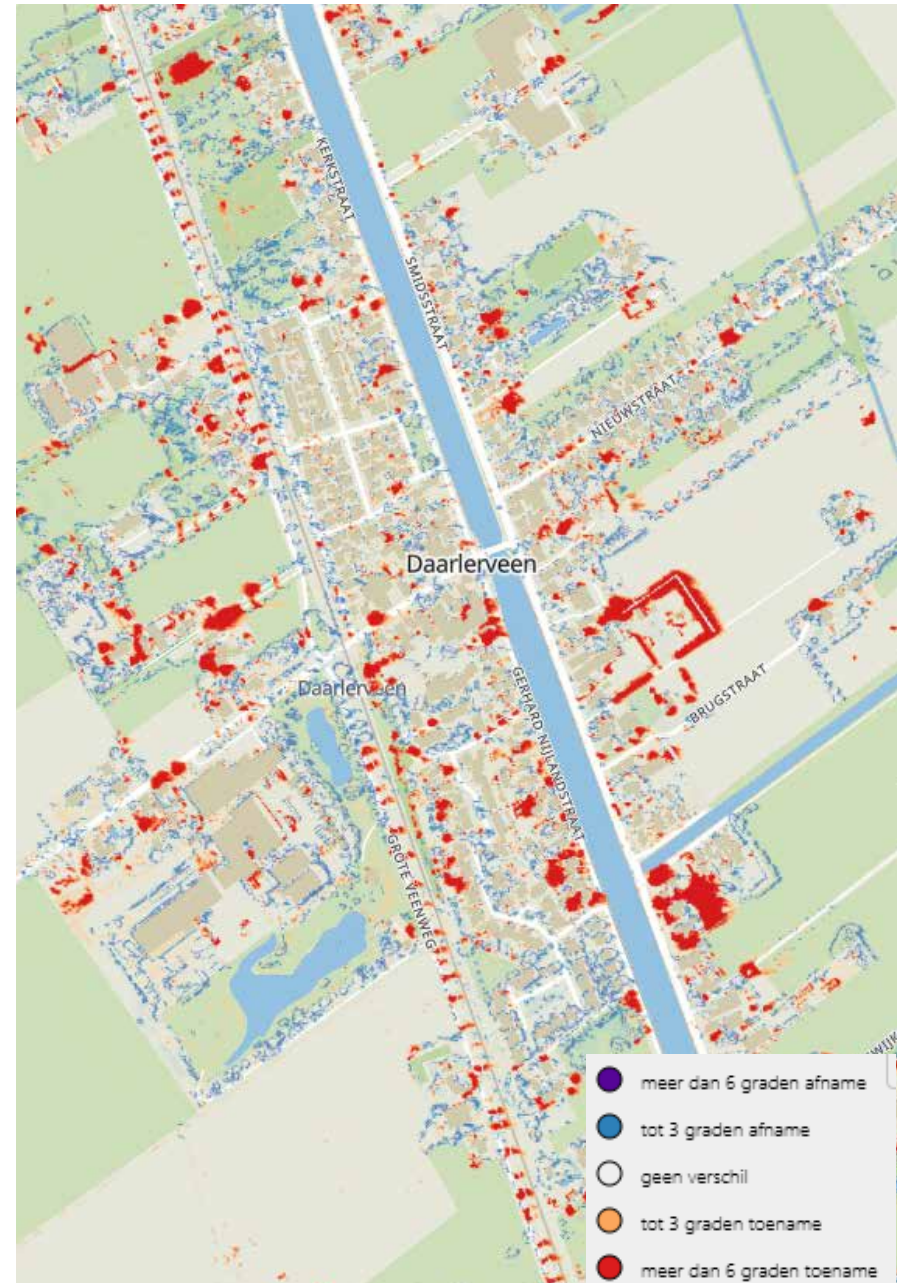 KERKSTRAAT
SMIDSSTRAAT
NIEUWSTRAAT
Daarlerveen
BRUGSTRAAT
Daarlerveen
GERHARD NIJLANDSTRAAT
GROTE VEENWEG
meer dan 6 graden afname
tot 3 graden afname
geen verschil
tot 3 graden toename
meer dan 6 graden toename